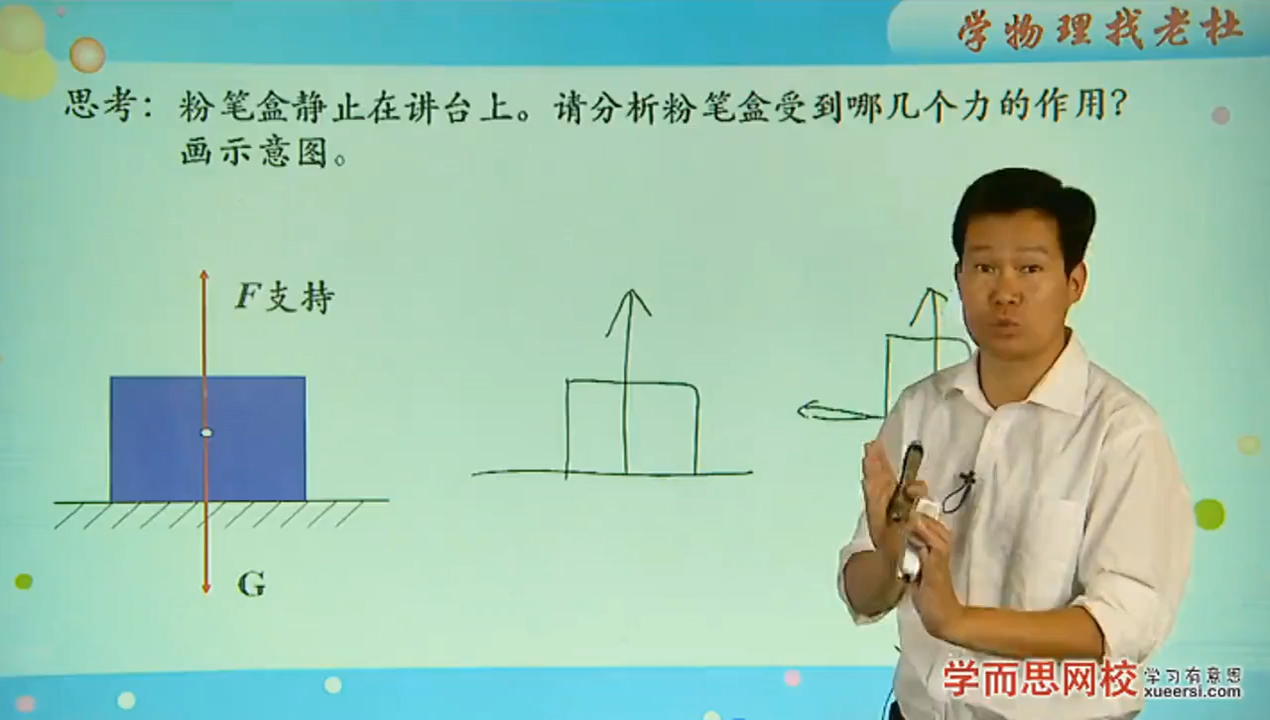 学物理找老杜
思考：粉笔盒静止在讲台上。请分析粉笔盒受到哪几个力的作用？
画示意图。
F支持
G
学而思网校
学习有意思
xueersi.com